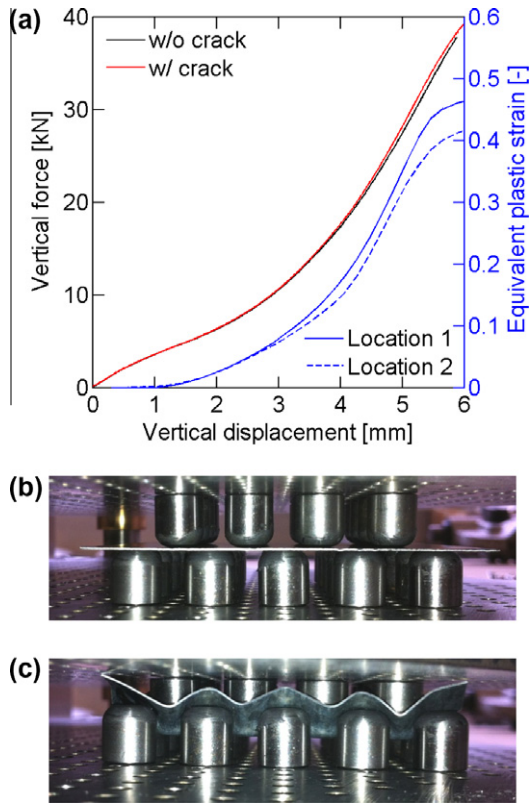 (a)
w/o crack
w/ crack
Vertical force [kN]
40
30
20
10
0
Equivalent plastic strain [-]
0.6
0.5
0.4
0.3
0.2
0.1
0
Location 1
Location 2
0 1 2 3 4 5 6
Vertical displacement [mm]
(b)
(c)